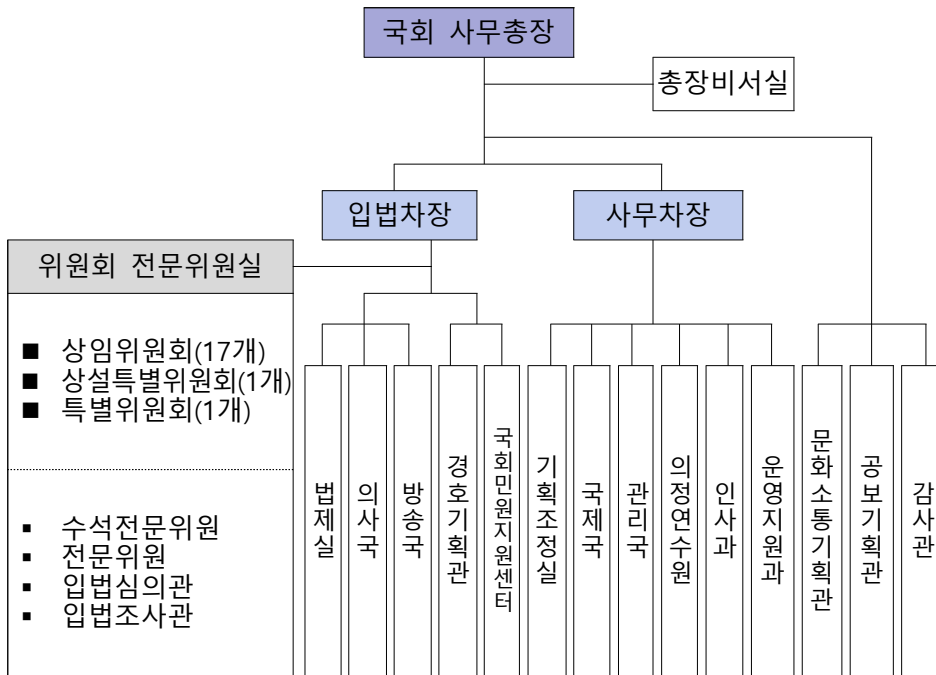 국회 사무총장
총장비서실
입법차장
사무차장
위원회 전문위원실
■ 상임위원회(17개)
■ 상설특별위원회(1개)
■ 특별위원회(1개)
▪ 수석전문위원
▪ 전문위원
▪ 입법심의관
▪ 입법조사관
법제실
의사국
방송국
경호기획관
국회민원지원센터
기획조정실
국제국
관리국
의정연수원
인사과
운영지원과
문화소통기획관
공보기획관
감사관